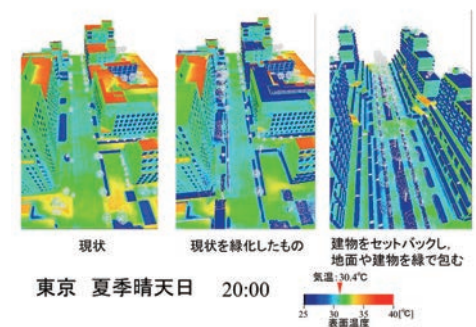 現状
現状を緑化したもの
建物をセットバックし,
地面や建物を緑で包む
東京 夏季晴天日 20:00
気温:30.4℃
25 30 35 40[℃]
表面温度